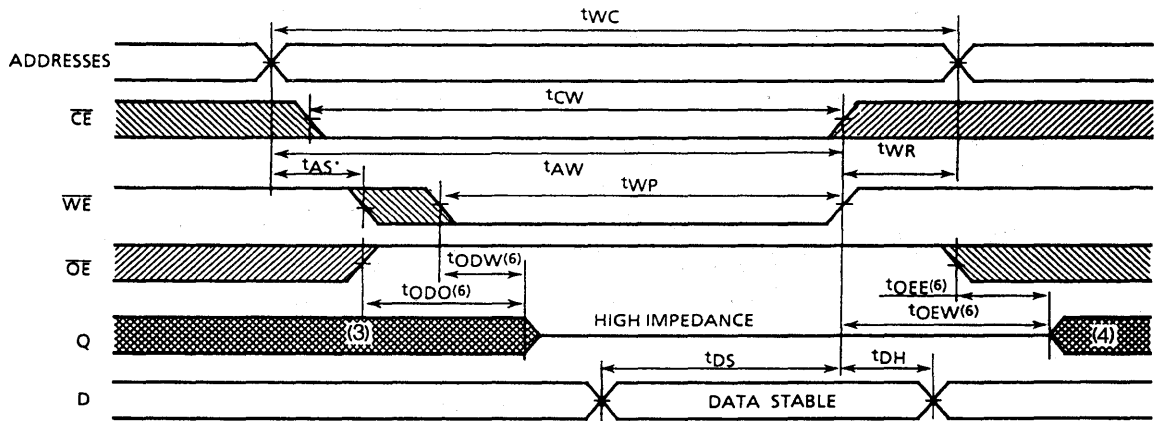 tWC
ADDRESSES
tCW
CE
tAS* tAW tWR
tWP
WE
OE
tODW(6)
tODO(6)
tOEE(6)
tOEW(6)
Q (3) HIGH IMPEDANCE (4)
tDS tDH
D DATA STABLE